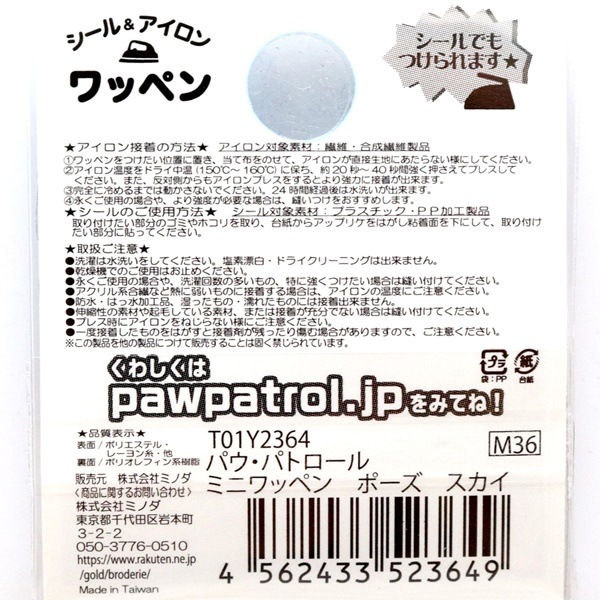 シール&アイロン
ワッペン
シールでも
つけられます★
★アイロン接着の方法★ アイロン対象素材：繊維・合成繊維製品
①ワッペンをつけたい位置に置き、当て布をのせて、アイロンが直接生地にあたらない様にしてください。
②アイロン温度をドライ中温(150℃～160℃)に保ち、約20秒～40秒間強く押さえてプレスして
ください。また、反対側からもアイロンプレスをするとより強力に接着が出来ます。
③完全に冷めるまでは動かさないでください。24時間経過後は水洗いが出来ます。
④永くご使用の場合や、より強度が必要な場合は、縫いつけをおすすめします。
★シールのご使用方法★ シール対象素材：プラスチック・PP加工製品
取り付けたい部分のゴミやホコリを取り、台紙からアップリケをはがし粘着面を下にして、取り付け
たい部分に貼ってください。
★取扱ご注意★
●洗濯は水洗いをしてください。塩素漂白・ドライクリーニングは出来ません。
●乾燥機でのご使用はお止めください。
●永くご使用の場合や、洗濯回数の多いもの、特に強くつけたい場合は縫い付けてください。
●アクリル系合繊など熱に弱いものに接着する場合は、アイロンの温度にご注意ください。
●防水・はっ水加工品、湿ったもの・濡れたものには接着出来ません。
●伸縮性の素材や起毛している素材、または接着が充分でない場合は縫い付けてください。
●プレス時にアイロンをねじらない様にご注意ください。
●一度接着したものをはがすと接着剤が残ったり傷む場合がありますので、ご注意ください。
※この製品を他の製品につけて販売することは固く禁じられています。
くわしくは
pawpatrol.jpをみてね!
プラ
袋：PP
紙
台紙
★品質表示★
表面／ポリエステル・
レーヨン糸・他
裏面／ポリオレフィン系樹脂
販売元 株式会社ミノダ
〈商品に関するお問い合わせ〉
株式会社ミノダ
東京都千代田区岩本町
3-2-2
050-3776-0510
https://www.rakuten.ne.jp
/gold/broderie/
Made in Taiwan
T01Y2364
M36
パウ・パトロール
ミニワッペン ポーズ スカイ
4 562433 523649